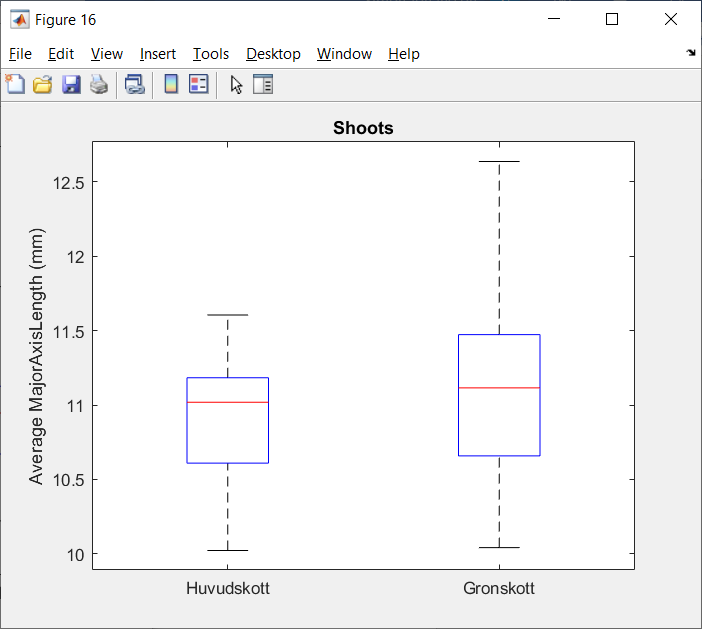 Figure 16
File Edit View Insert Tools Desktop Window Help
Shoots
Average MajorAxisLength (mm)
12.5
12
11.5
11
10.5
10
Huvudskott Gronskott